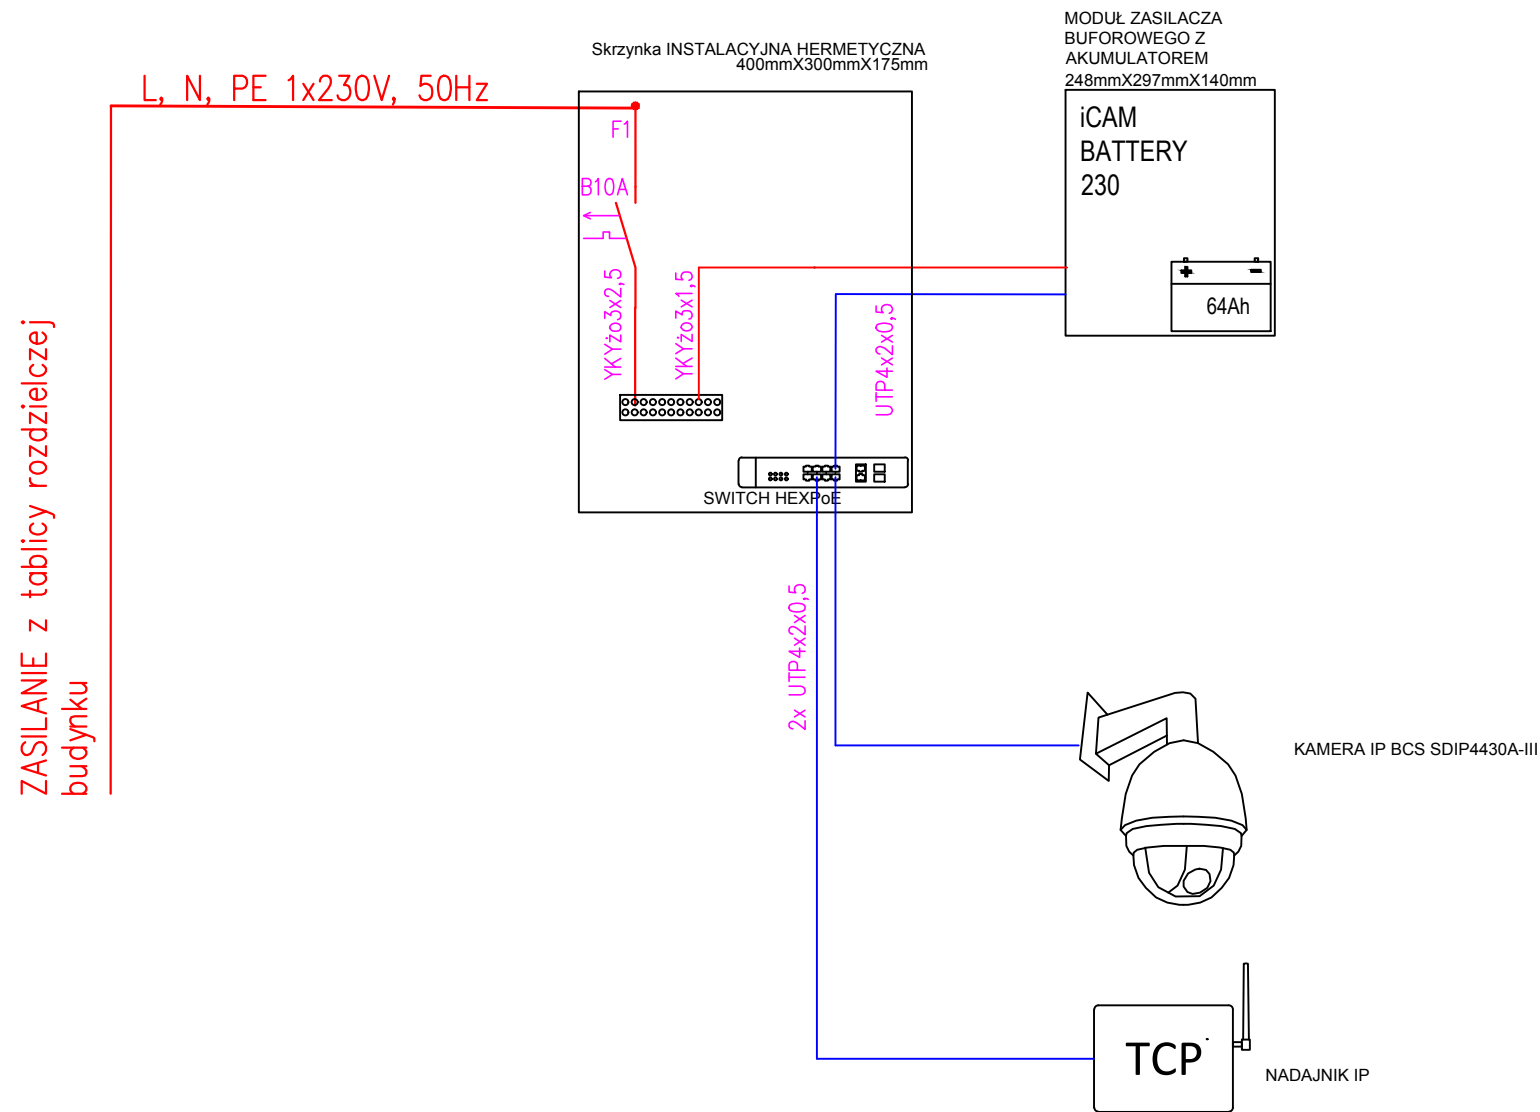 MODUŁ ZASILACZA
BUFOROWEGO Z
AKUMULATOREM
248mmX297mmX140mm
Skrzynka INSTALACYJNA HERMETYCZNA
400mmX300mmX175mm
L, N, PE 1x230V, 50Hz
F1
B10A
iCAM
BATTERY
230
+ -
64Ah
YKYżo3x2,5
YKYżo3x1,5
UTP4x2x0,5
SWITCH HEXPoE
ZASILANIE z tablicy rozdzielczej
budynku
2x UTP4x2x0,5
KAMERA IP BCS SDIP4430A-III
TCP
NADAJNIK IP